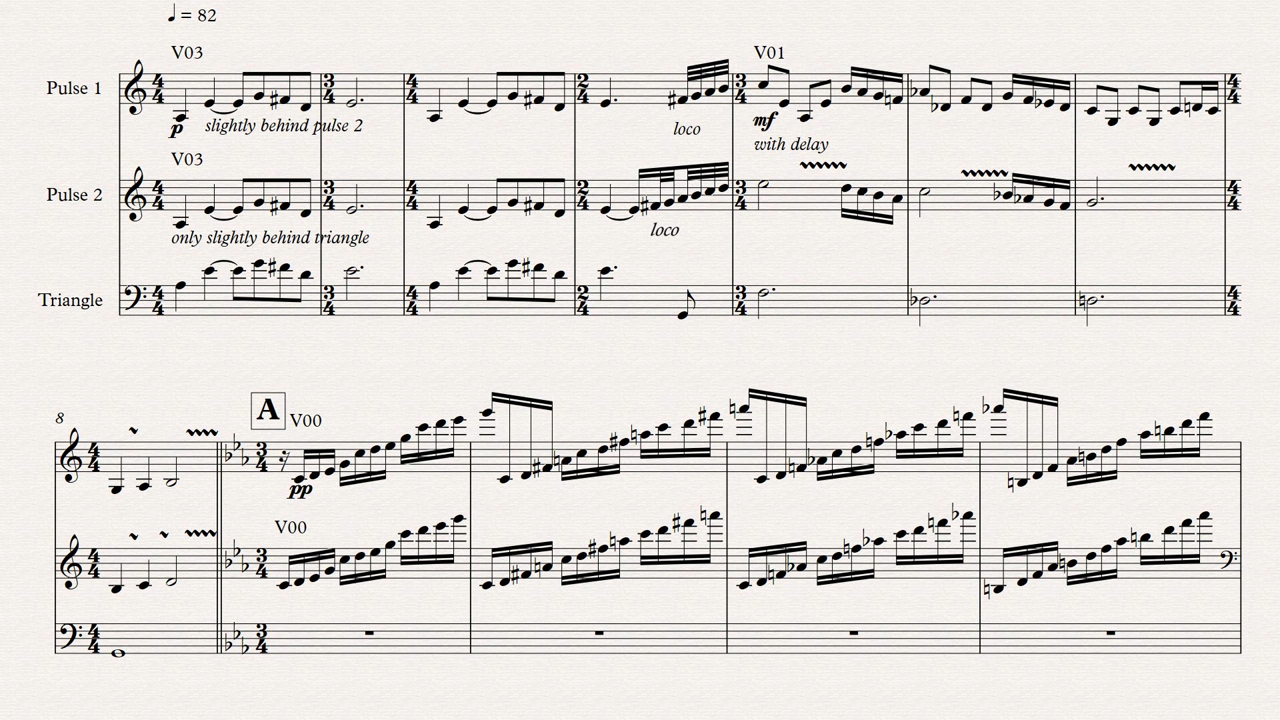 ♩ = 82
V03
V01
Pulse 1
p slightly behind pulse 2
loco
mf
with delay
V03
Pulse 2
only slightly behind triangle
loco
Triangle
8
A V00
pp
V00